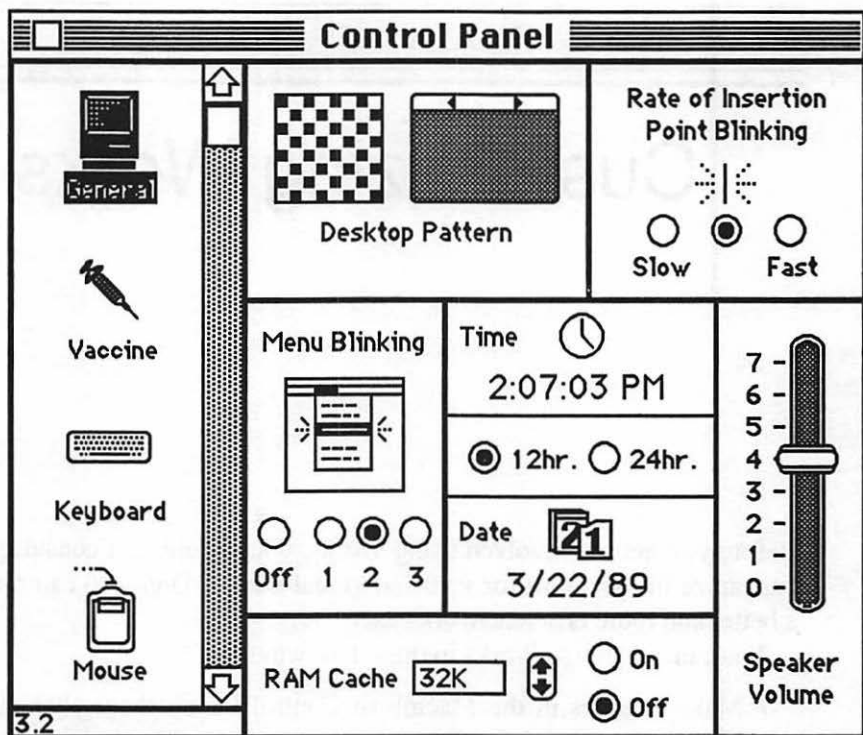 Control Panel
General
Vaccine
Keyboard
Mouse
3.2
Desktop Pattern
Rate of Insertion
Point Blinking
Slow Fast
Menu Blinking
Off 1 2 3
Time
2:07:03 PM
12hr. 24hr.
Date
21
3/22/89
7
6
5
4
3
2
1
0
Speaker
Volume
RAM Cache 32K
On
Off